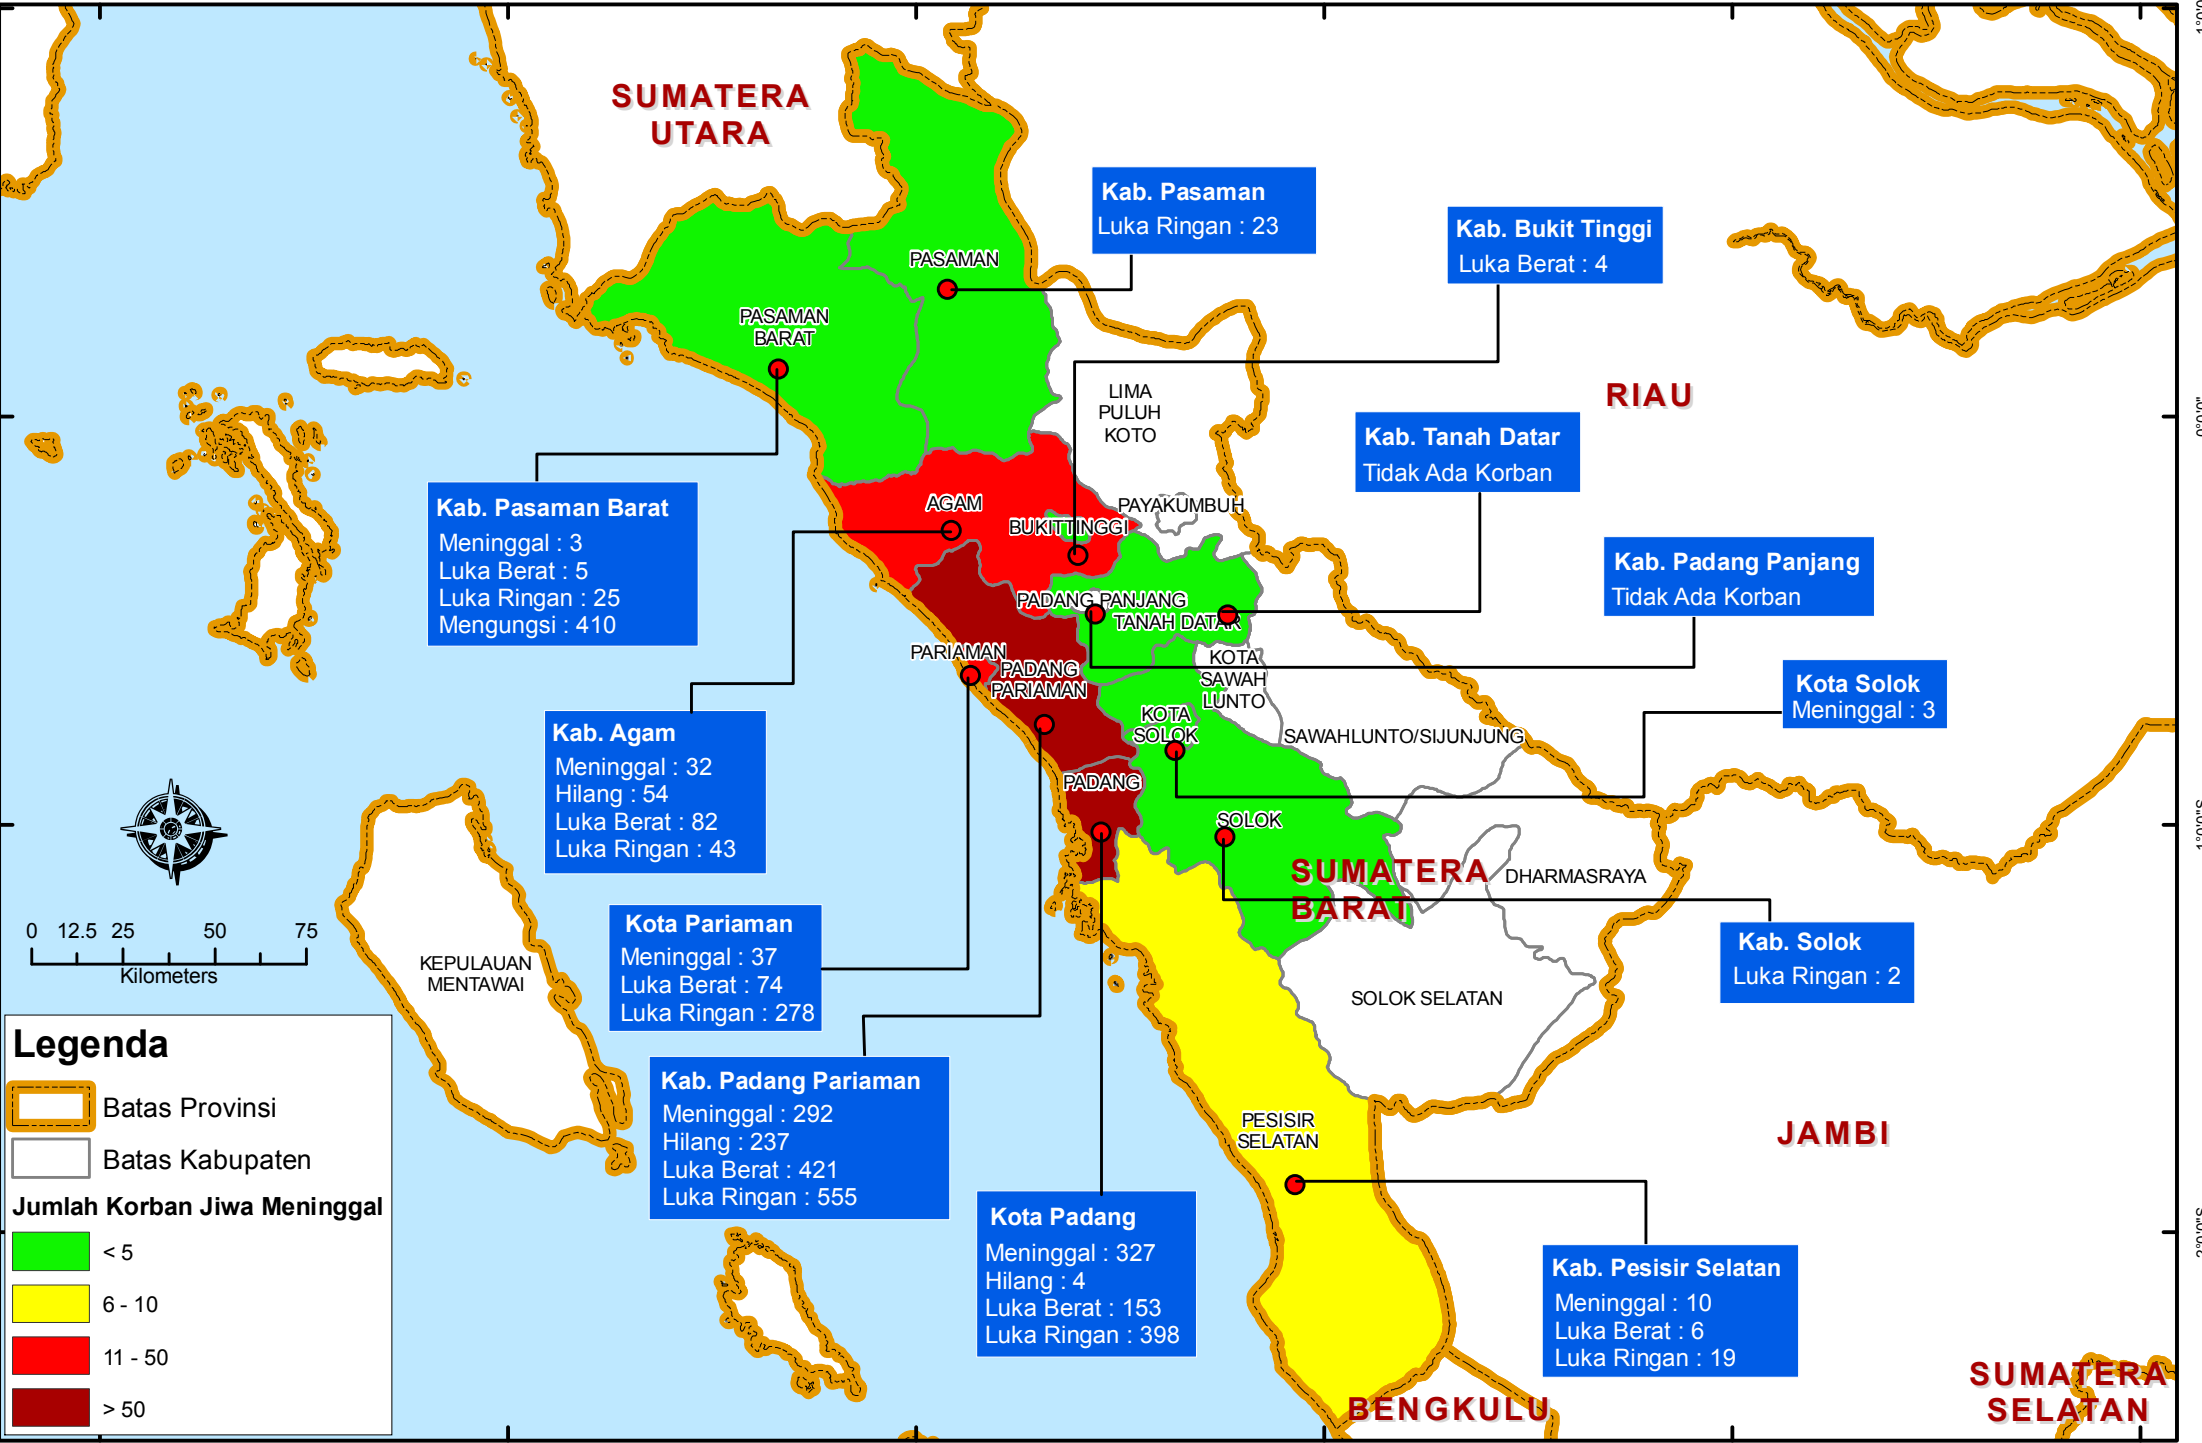 SUMATERA
UTARA
Kab. Pasaman
Luka Ringan : 23
Kab. Bukit Tinggi
Luka Berat : 4
PASAMAN
PASAMAN
BARAT
RIAU
LIMA
PULUH
KOTO
Kab. Tanah Datar
Tidak Ada Korban
Kab. Pasaman Barat
Meninggal : 3
Luka Berat : 5
Luka Ringan : 25
Mengungsi : 410
AGAM
BUKITTINGGI
PAYAKUMBUH
Kab. Padang Panjang
Tidak Ada Korban
PADANG PANJANG
TANAH DATAR
PARIAMAN
PADANG
PARIAMAN
KOTA
SAWAH
LUNTO
Kota Solok
Meninggal : 3
KOTA
SOLOK
SAWAHLUNTO/SIJUNJUNG
Kab. Agam
Meninggal : 32
Hilang : 54
Luka Berat : 82
Luka Ringan : 43
PADANG
SOLOK
SUMATERA
BARAT
DHARMASRAYA
Kota Pariaman
Meninggal : 37
Luka Berat : 74
Luka Ringan : 278
Kab. Solok
Luka Ringan : 2
0 12.5 25 50 75
Kilometers
KEPULAUAN
MENTAWAI
SOLOK SELATAN
Kab. Padang Pariaman
Meninggal : 292
Hilang : 237
Luka Berat : 421
Luka Ringan : 555
PESISIR
SELATAN
JAMBI
Kota Padang
Meninggal : 327
Hilang : 4
Luka Berat : 153
Luka Ringan : 398
Kab. Pesisir Selatan
Meninggal : 10
Luka Berat : 6
Luka Ringan : 19
BENGKULU
SUMATERA
SELATAN
Legenda
Batas Provinsi
Batas Kabupaten
Jumlah Korban Jiwa Meninggal
< 5
6 - 10
11 - 50
> 50
0°0'0"